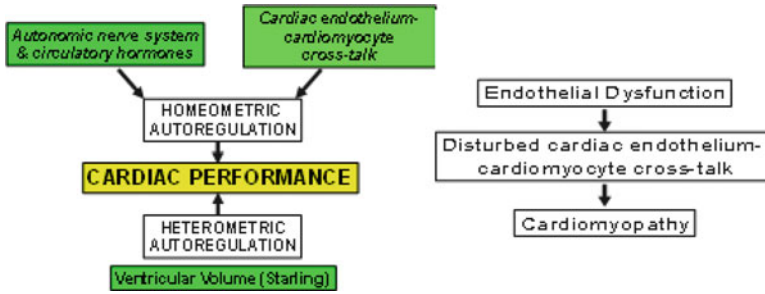 Autonomic nerve system
& circulatory hormones
Cardiac endothelium-
cardiomyocyte
cross-talk
HOMEOMETRIC
AUTOREGULATION
CARDIAC PERFORMANCE
HETEROMETRIC
AUTOREGULATION
Ventricular Volume (Starling)
Endothelial Dysfunction
Disturbed cardiac endothelium-
cardiomyocyte cross-talk
Cardiomyopathy